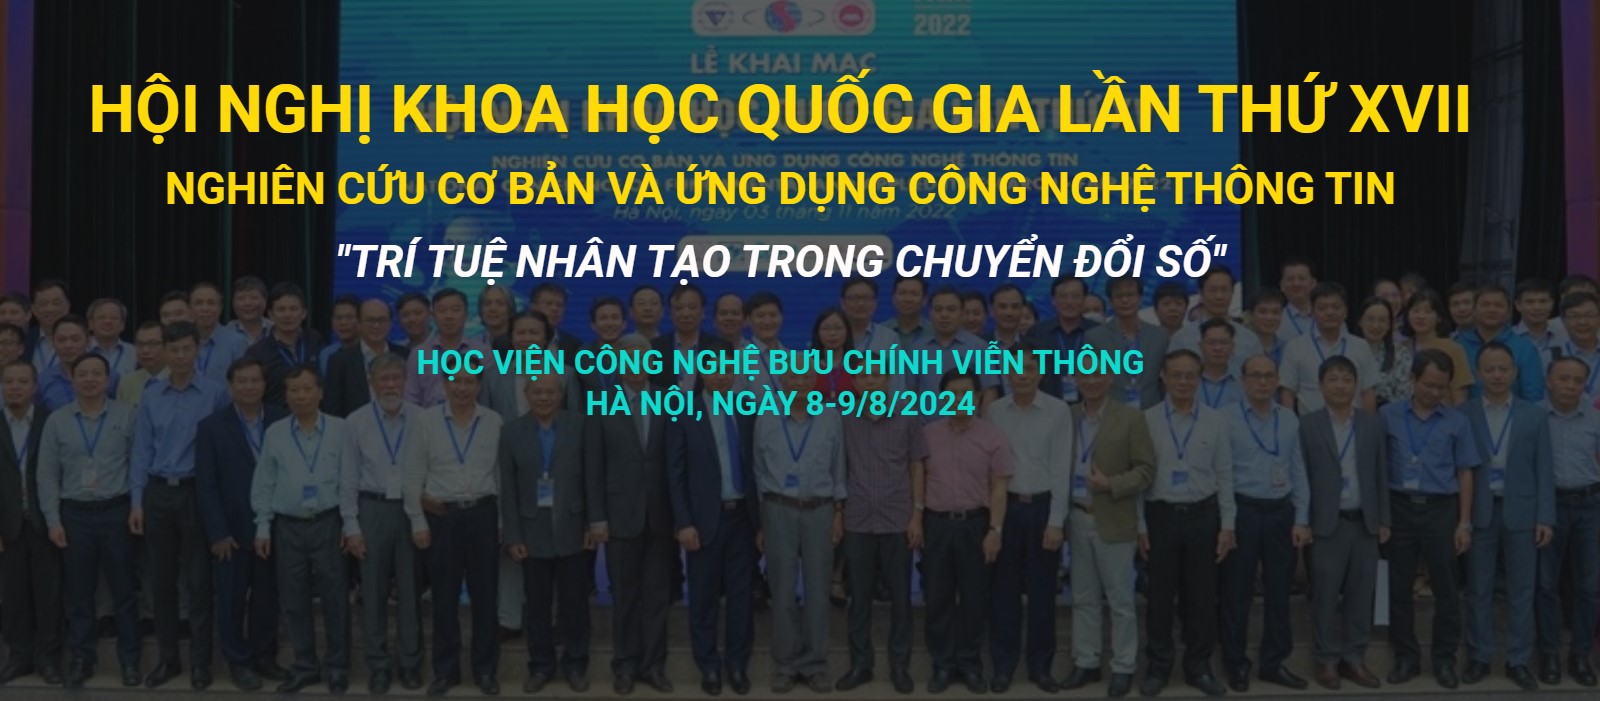 2022
LỄ KHAI MẠC
HỘI NGHỊ KHOA HỌC QUỐC GIA LẦN THỨ XVII
NGHIÊN CỨU CƠ BẢN VÀ ỨNG DỤNG CÔNG NGHỆ THÔNG TIN
NGHIÊN CỨU CƠ BẢN VÀ ỨNG DỤNG CÔNG NGHỆ THÔNG TIN
Hà Nội, ngày 03 tháng 11 năm 2022
"TRÍ TUỆ NHÂN TẠO TRONG CHUYỂN ĐỔI SỐ"
HỌC VIỆN CÔNG NGHỆ BƯU CHÍNH VIỄN THÔNG
HÀ NỘI, NGÀY 8-9/8/2024